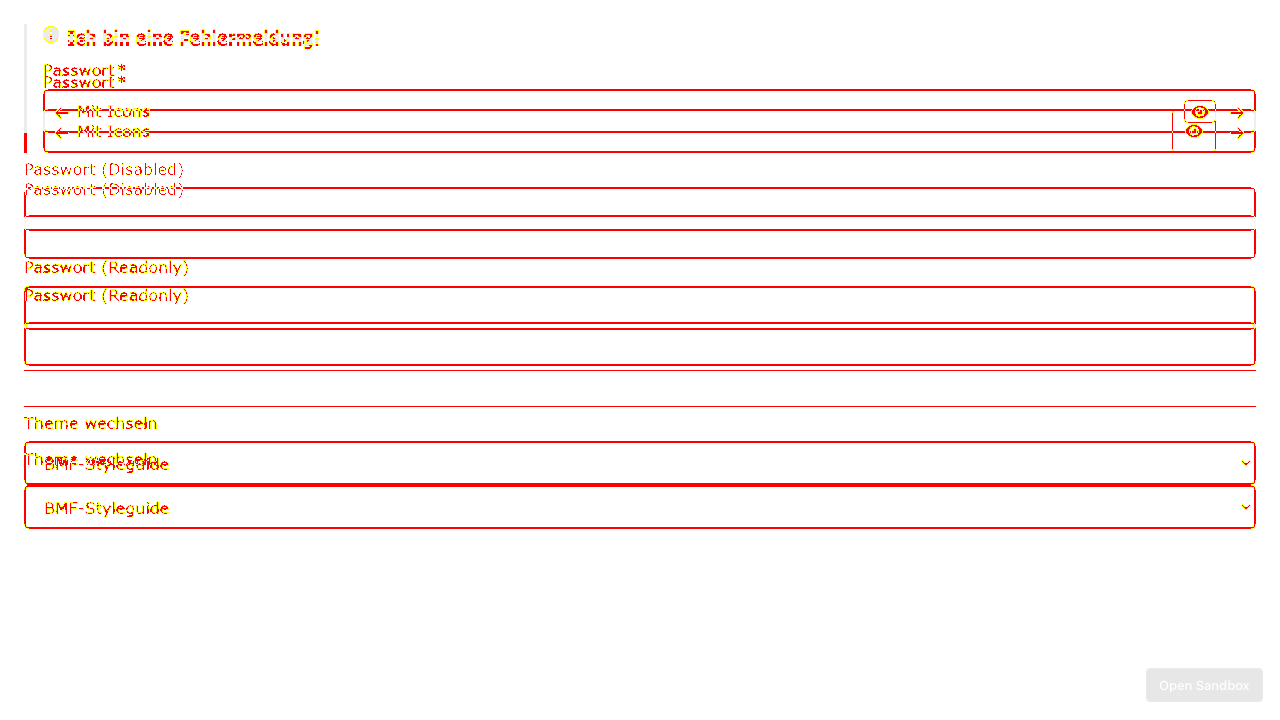 Ich bin eine Fehlermeldung!
Passwort *
Passwort *
← Mit Icons →
← Mit Icons →
Passwort (Disabled)
Passwort (Disabled)
Passwort (Readonly)
Passwort (Readonly)
Theme wechseln
Theme wechseln
BMF-Styleguide
BMF-Styleguide
Open Sandbox